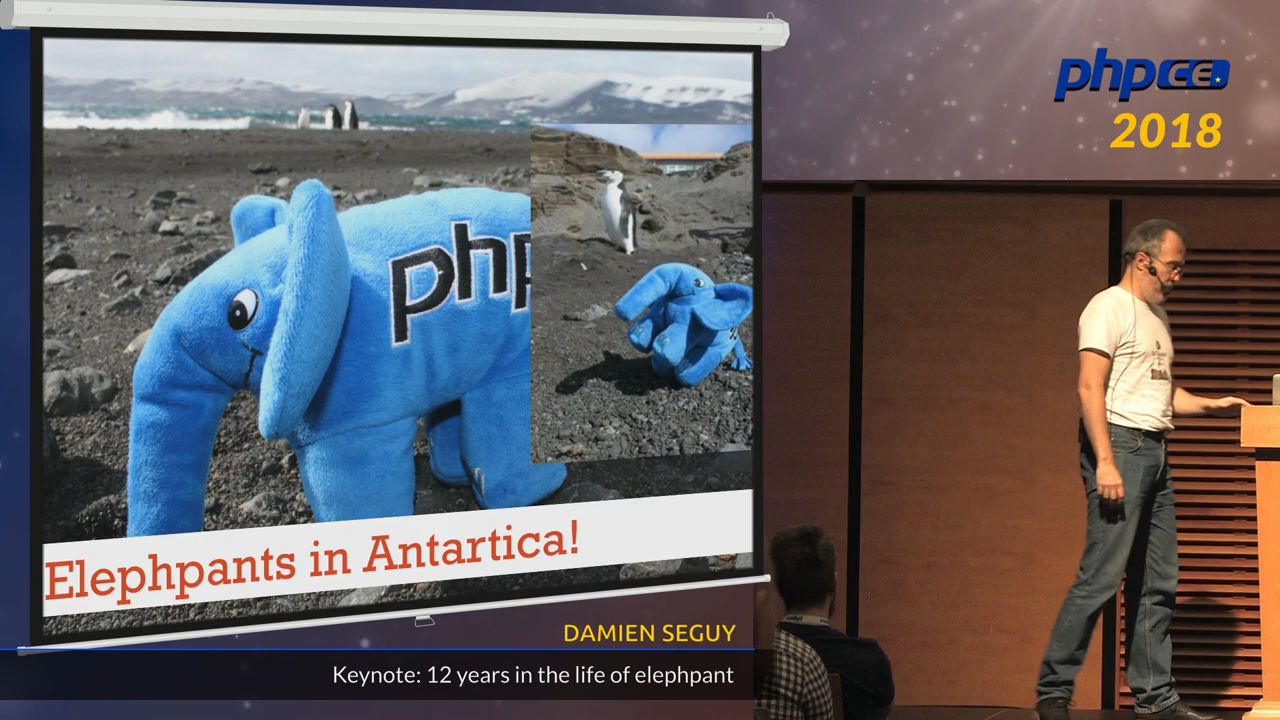 phpce
2018
php
Elephpants in Antartica!
DAMIEN SEGUY
Keynote: 12 years in the life of elephpant